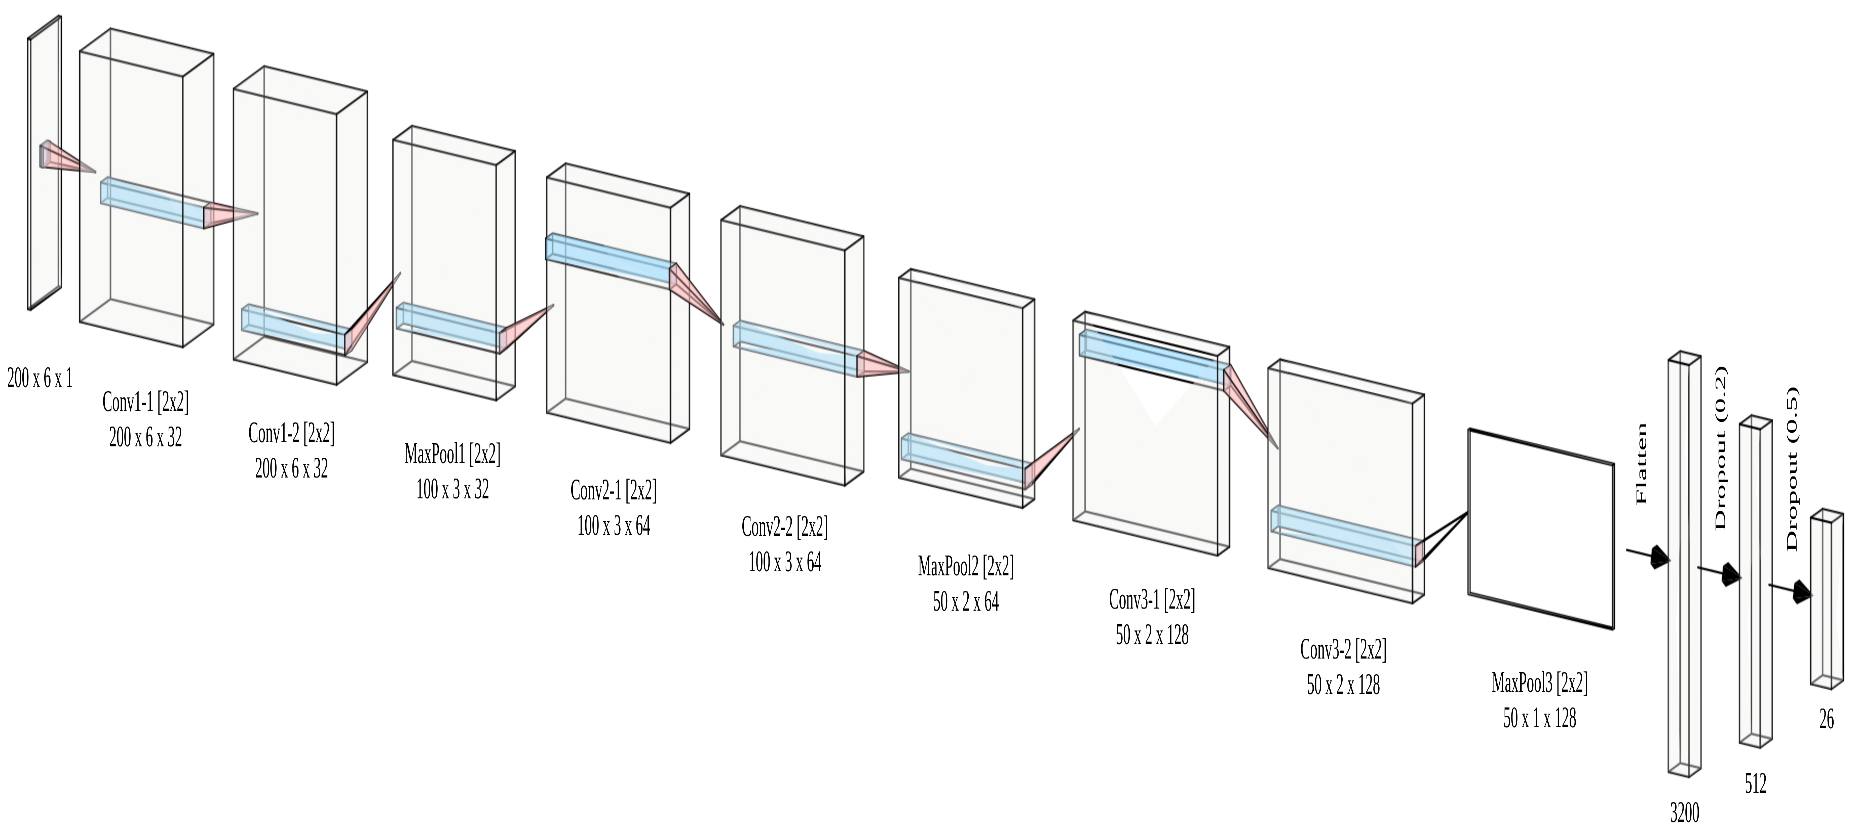 200 x 6 x 1
Conv1-1 [2x2]
200 x 6 x 32
Conv1-2 [2x2]
200 x 6 x 32
MaxPool1 [2x2]
100 x 3 x 32
Conv2-1 [2x2]
100 x 3 x 64
Conv2-2 [2x2]
100 x 3 x 64
MaxPool2 [2x2]
50 x 2 x 64
Conv3-1 [2x2]
50 x 2 x 128
Conv3-2 [2x2]
50 x 2 x 128
MaxPool3 [2x2]
50 x 1 x 128
Flatten
3200
Dropout (0.2)
512
Dropout (0.5)
26